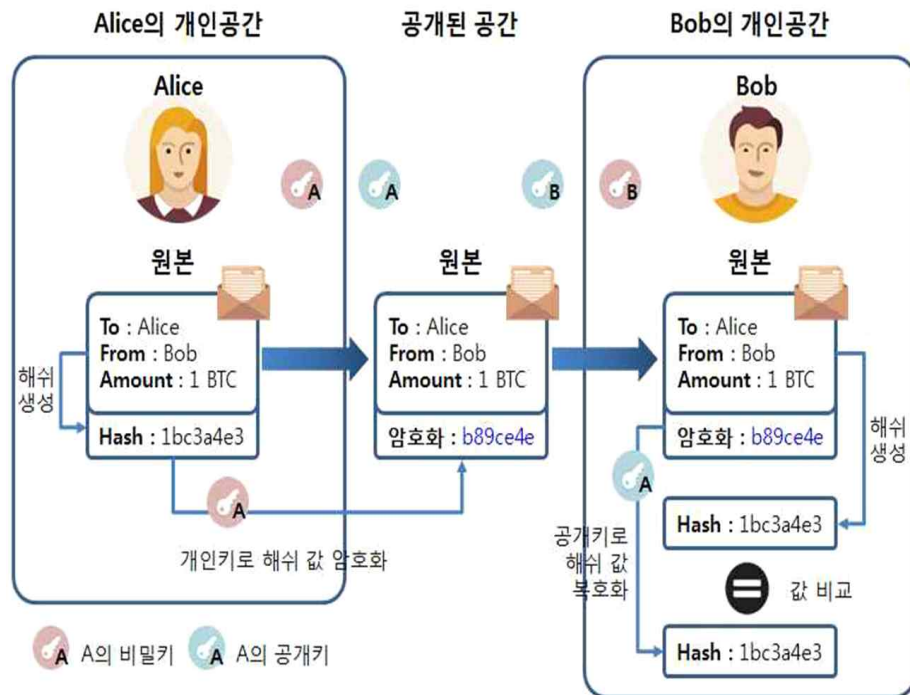 Alice의 개인공간
공개된 공간
Bob의 개인공간
Alice
Bob
A
A
B
B
원본
원본
원본
To : Alice
From : Bob
Amount : 1 BTC
Hash : 1bc3a4e3
해쉬
생성
To : Alice
From : Bob
Amount : 1 BTC
암호화 : b89ce4e
To : Alice
From : Bob
Amount : 1 BTC
암호화 : b89ce4e
해쉬
생성
A
개인키로 해쉬 값 암호화
A
공개키로
해쉬 값
복호화
Hash : 1bc3a4e3
값 비교
Hash : 1bc3a4e3
A
A의 비밀키
A
A의 공개키